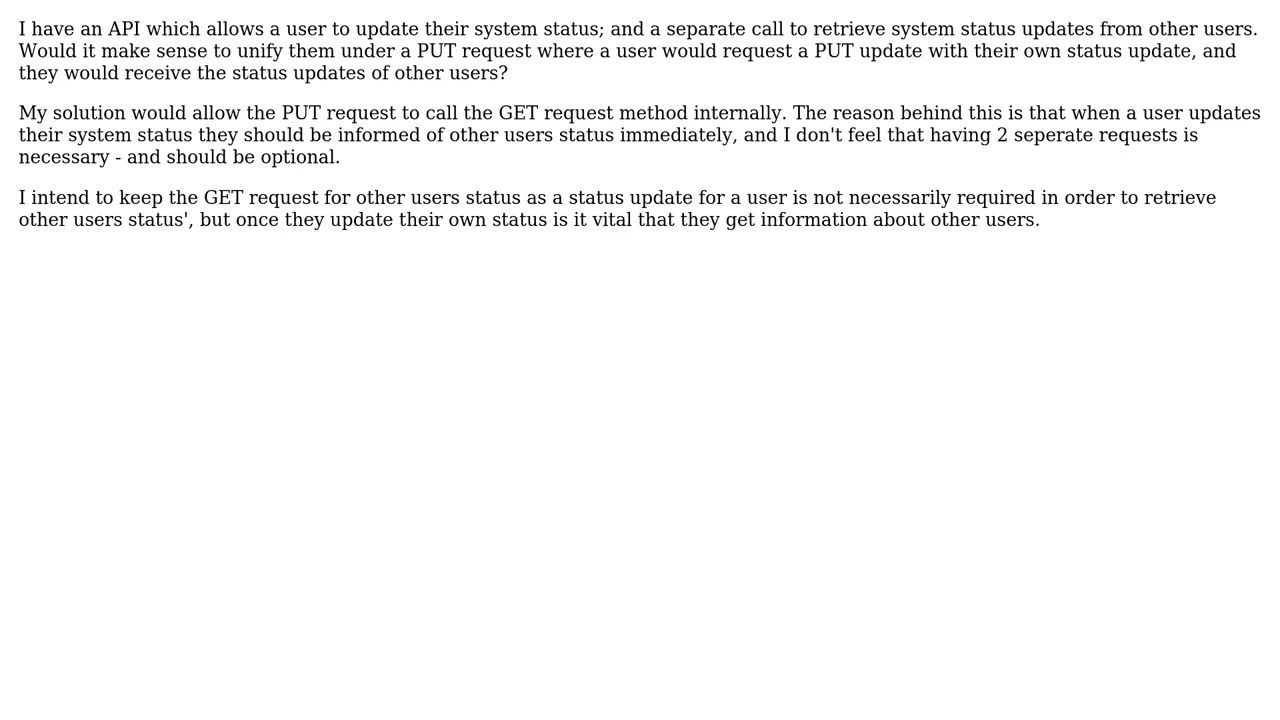 I have an API which allows a user to update their system status; and a separate call to retrieve system status updates from other users.
Would it make sense to unify them under a PUT request where a user would request a PUT update with their own status update, and
they would receive the status updates of other users?
My solution would allow the PUT request to call the GET request method internally. The reason behind this is that when a user updates
their system status they should be informed of other users status immediately, and I don't feel that having 2 seperate requests is
necessary - and should be optional.
I intend to keep the GET request for other users status as a status update for a user is not necessarily required in order to retrieve
other users status', but once they update their own status is it vital that they get information about other users.